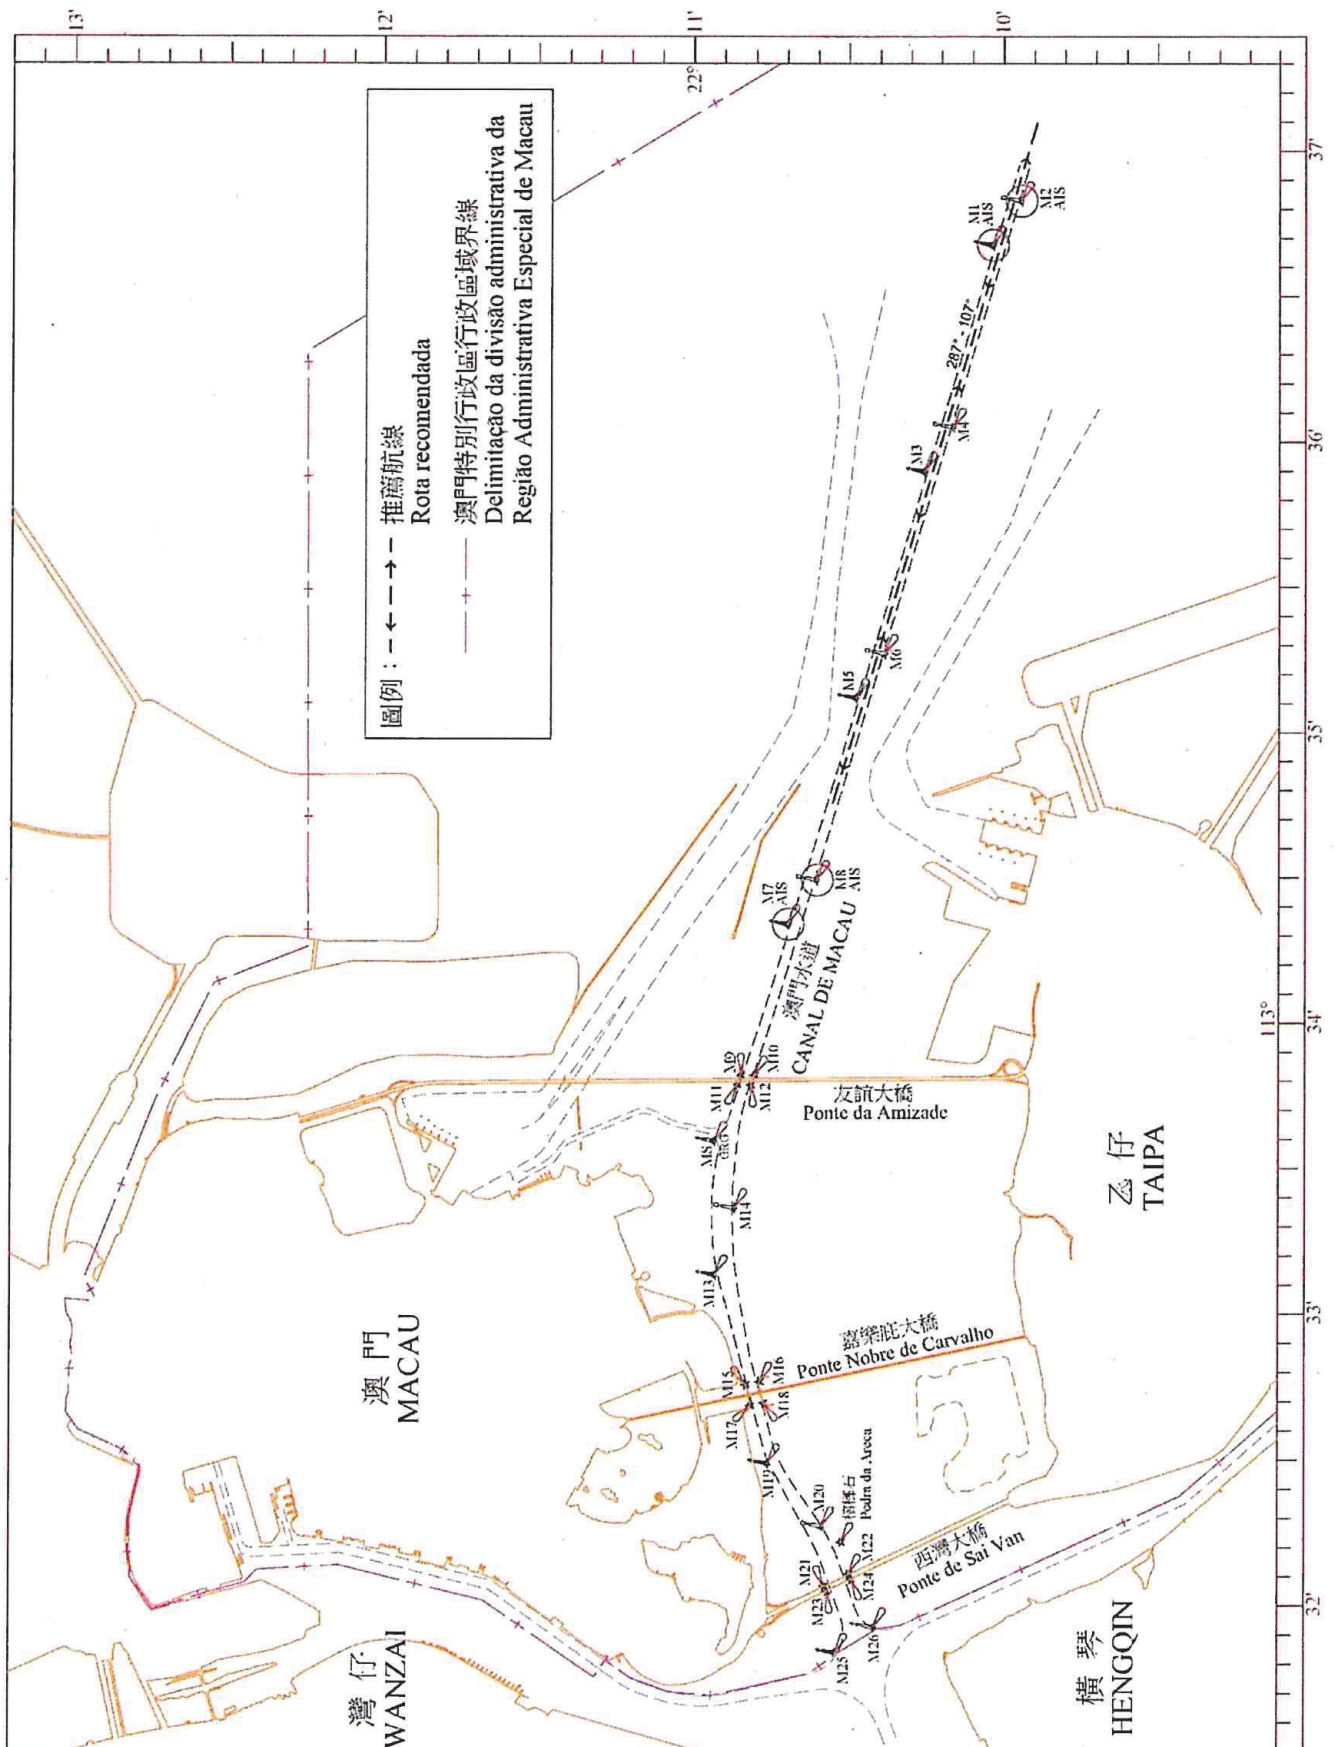 13'
12'
11'
22°
10'
37'
36'
35'
34'
113°
33'
32'
圖例：
推薦航線
Rota recomendada
澳門特別行政區行政區域界線
Delimitação da divisão administrativa da
Região Administrativa Especial de Macau
M1
AIS
M2
AIS
287° - 107°
M3
M4
M5
M6
M7
AIS
M8
AIS
澳門水道
CANAL DE MACAU
M9
M10
M11
M12
友誼大橋
Ponte da Amizade
MS
GRG
M14
M13
澳門
MACAU
氹仔
TAIPA
嘉樂庇大橋
Ponte Nobre de Carvalho
M15
M16
M17
M18
M19
M20
檳榔石
Pedra da Areca
M21
M22
M23
M24
西灣大橋
Ponte de Sai Van
M25
M26
灣仔
WANZAI
橫琴
HENGQIN